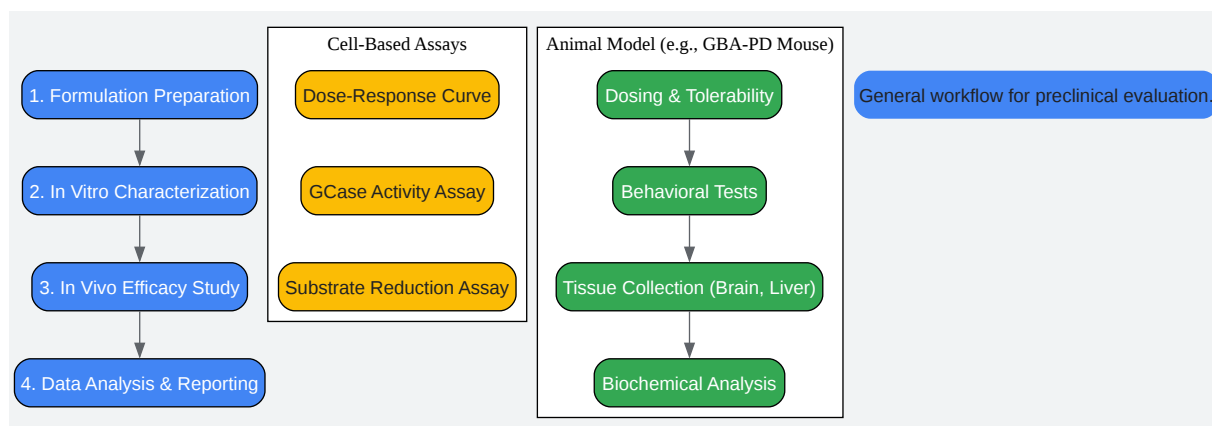 Cell-Based Assays
Animal Model (e.g., GBA-PD Mouse)
1. Formulation Preparation
Dose-Response Curve
Dosing & Tolerability
General workflow for preclinical evaluation.
2. In Vitro Characterization
GCase Activity Assay
Behavioral Tests
3. In Vivo Efficacy Study
Substrate Reduction Assay
Tissue Collection (Brain, Liver)
4. Data Analysis & Reporting
Biochemical Analysis